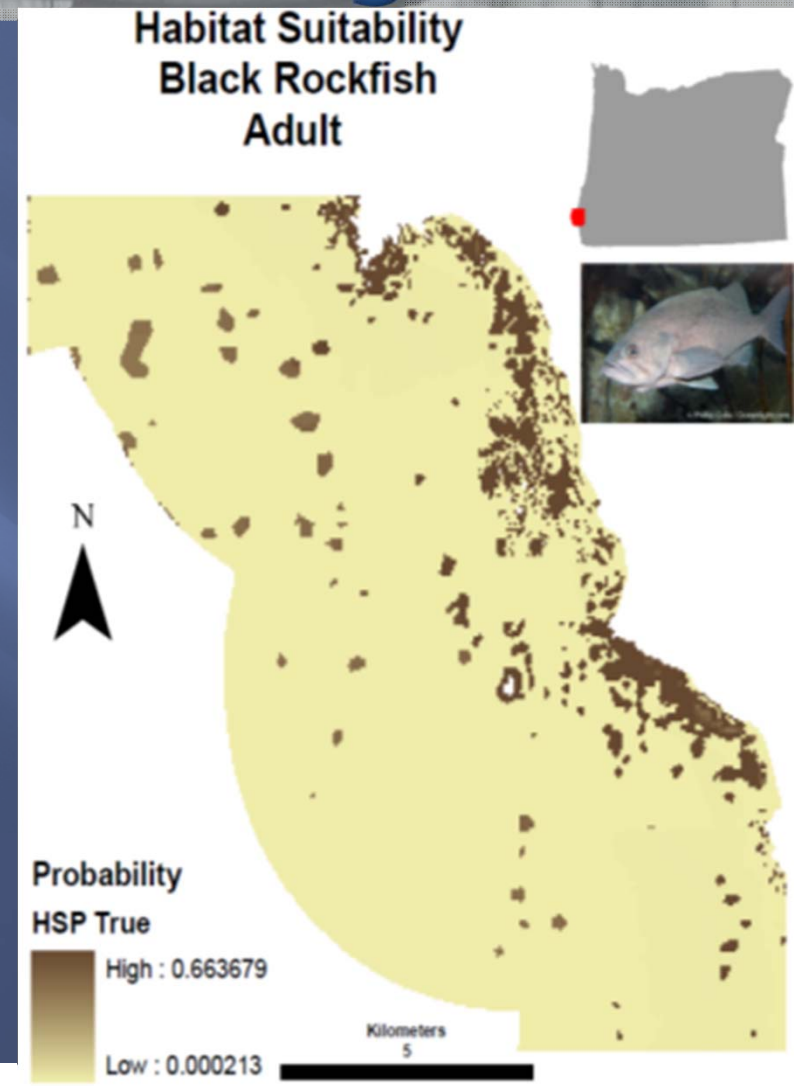 Habitat Suitability
Black Rockfish
Adult
N
Probability
HSP True
High : 0.663679
Low : 0.000213
Kilometers
5